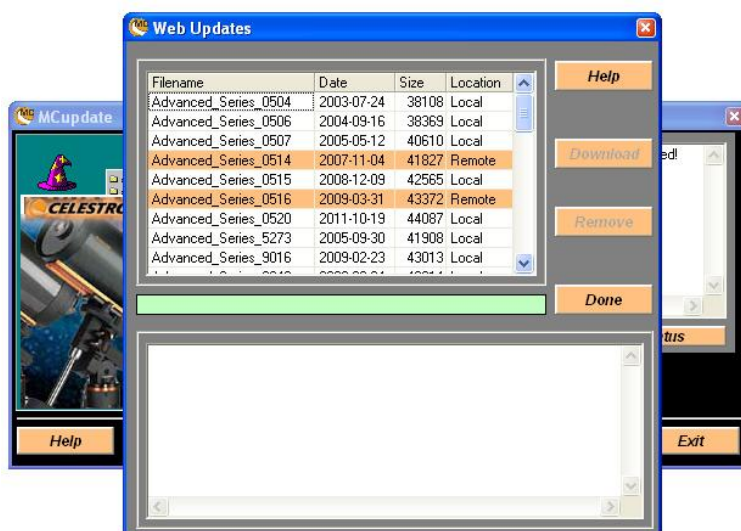 Web Updates
Filename Date Size Location
Advanced_Series_0504 2003-07-24 38108 Local
Advanced_Series_0506 2004-09-16 38369 Local
Advanced_Series_0507 2005-05-12 40610 Local
Advanced_Series_0514 2007-11-04 41827 Remote
Advanced_Series_0515 2008-12-09 42565 Local
Advanced_Series_0516 2009-03-31 43372 Remote
Advanced_Series_0520 2011-10-19 44087 Local
Advanced_Series_5273 2005-09-30 41908 Local
Advanced_Series_9016 2009-02-23 43013 Local
Help
Download
Remove
Done
MCupdate
CELESTRO
ed!
tus
Help
Exit